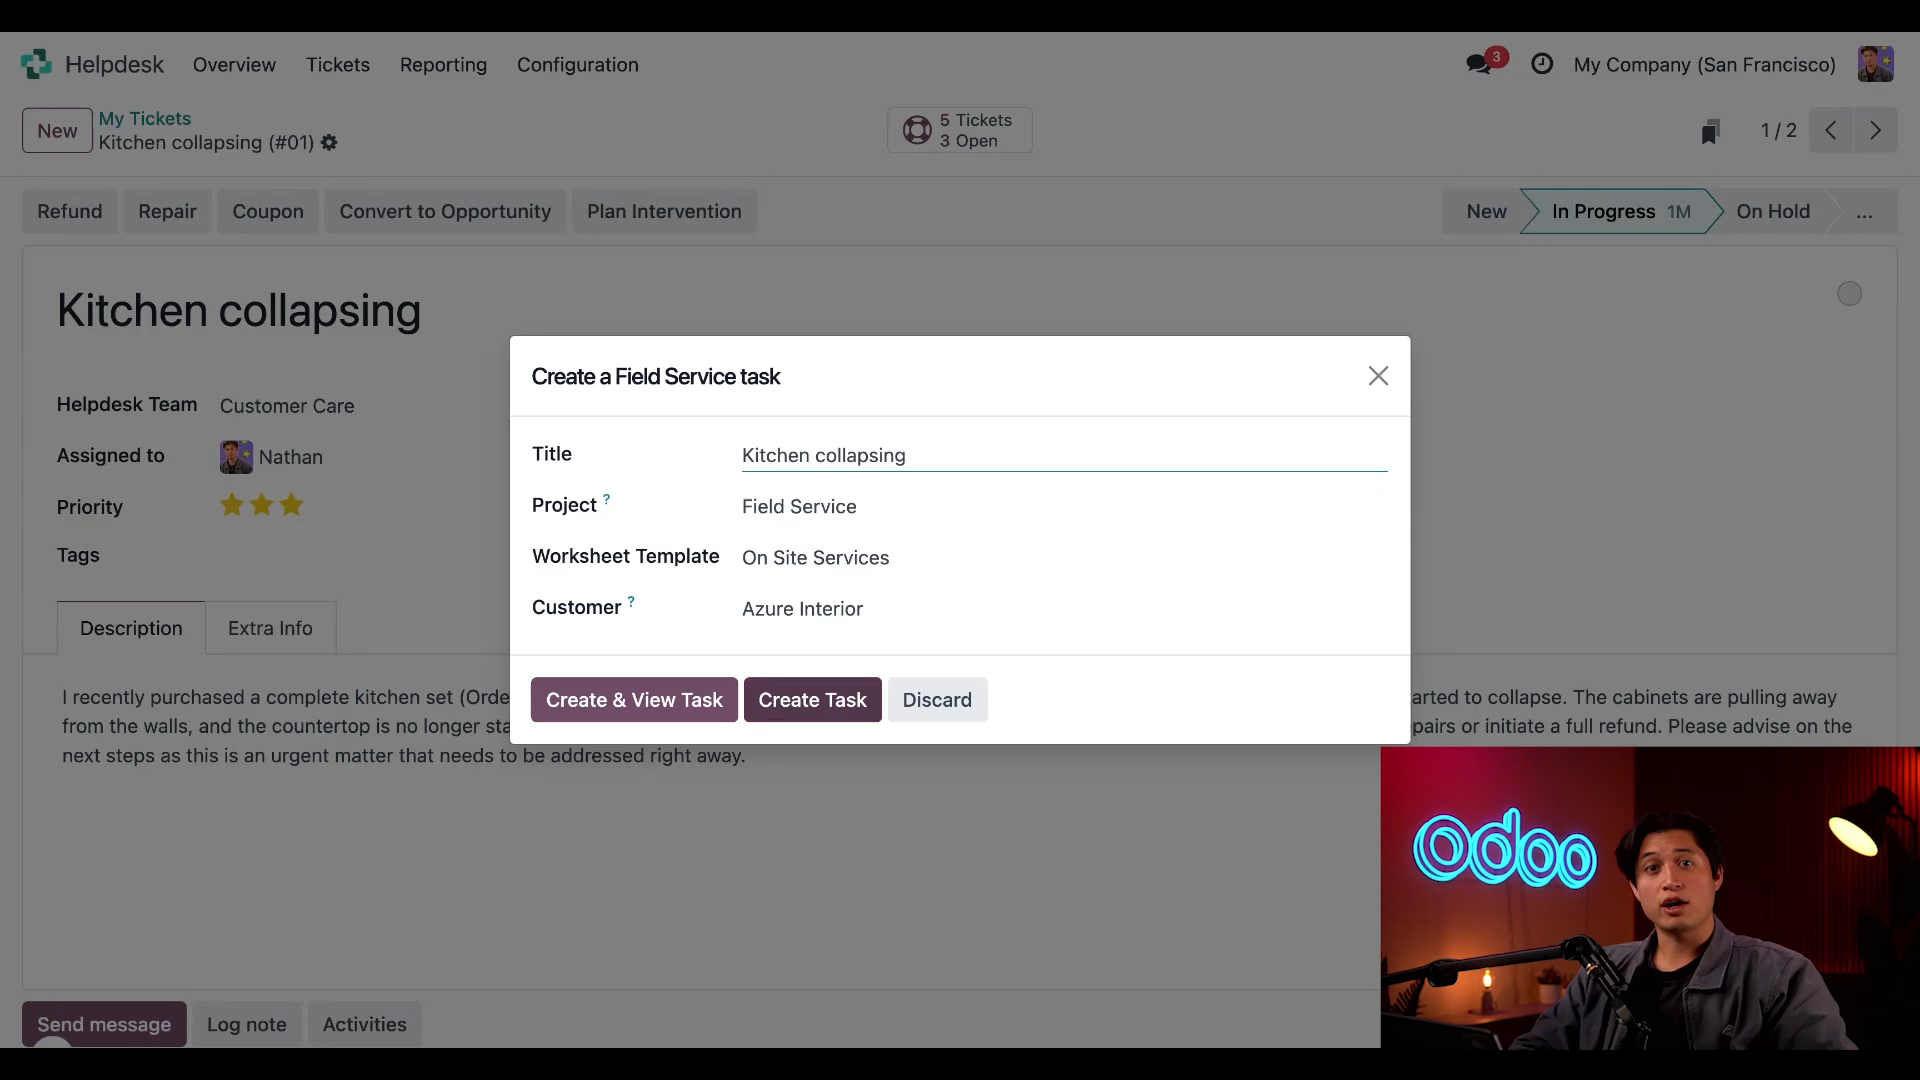 Helpdesk Overview Tickets Reporting Configuration
3
My Company (San Francisco)
New
My Tickets
Kitchen collapsing (#01)
5 Tickets
3 Open
1 / 2
Refund Repair Coupon Convert to Opportunity Plan Intervention
New In Progress 1M On Hold ...
Kitchen collapsing
Helpdesk Team Customer Care
Assigned to Nathan
Priority
Tags
Description Extra Info
I recently purchased a complete kitchen set (Orde
arted to collapse. The cabinets are pulling away
from the walls, and the countertop is no longer sta
pairs or initiate a full refund. Please advise on the
next steps as this is an urgent matter that needs to be addressed right away.
Create a Field Service task
Title Kitchen collapsing
Project ? Field Service
Worksheet Template On Site Services
Customer ? Azure Interior
Create & View Task Create Task Discard
odoo
Send message Log note Activities